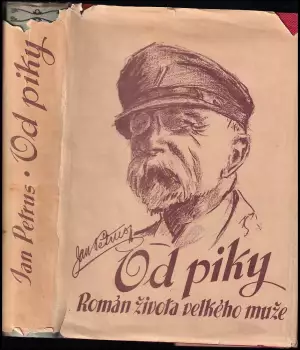 Jan Petrus • Od piky
Jan Petrus
Od piky
Román života velkého muže